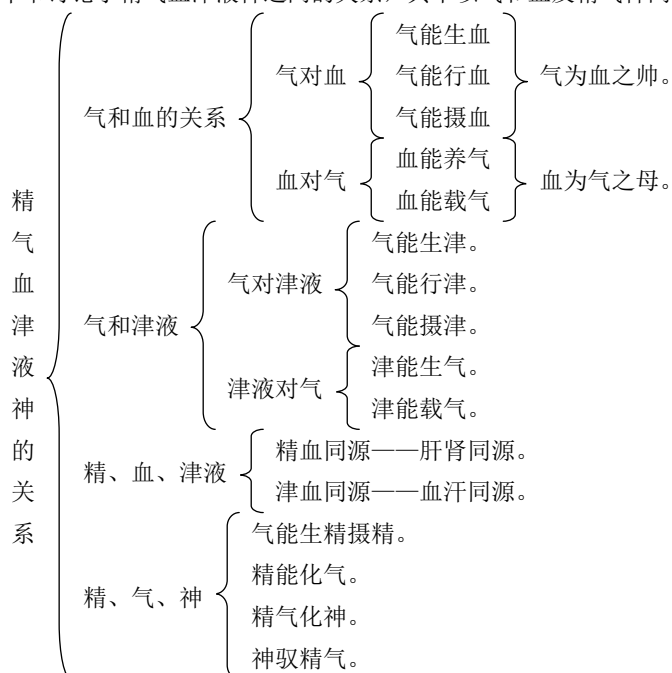 气能生血
气对血 气能行血 气为血之帅。
气能摄血
气和血的关系
血能养气
血对气 血为气之母。
血能载气
精气血津液神的关系
气能生津。
气对津液 气能行津。
气能摄津。
气和津液
津能生气。
津液对气
津能载气。
精血同源——肝肾同源。
精、血、津液
津血同源——血汗同源。
气能生精摄精。
精能化气。
精、气、神
精气化神。
神驭精气。